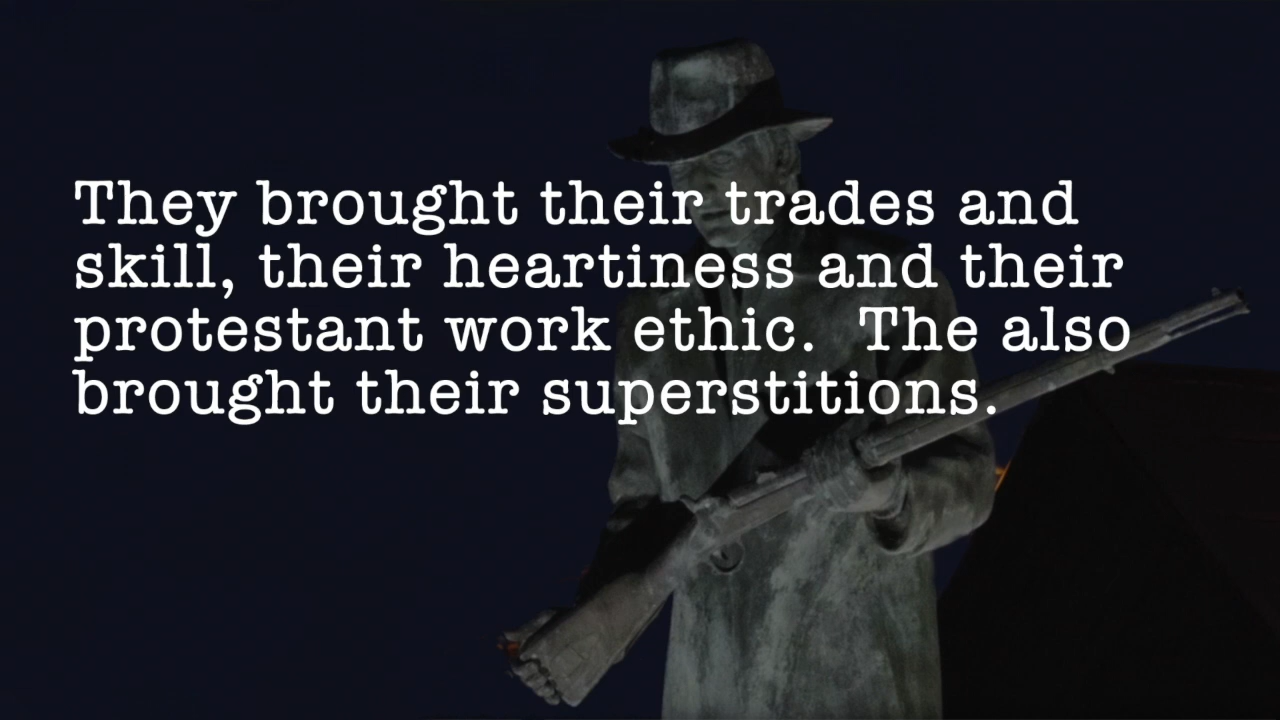 They brought their trades and
skill, their heartiness and their
protestant work ethic.  The also
brought their superstitions.